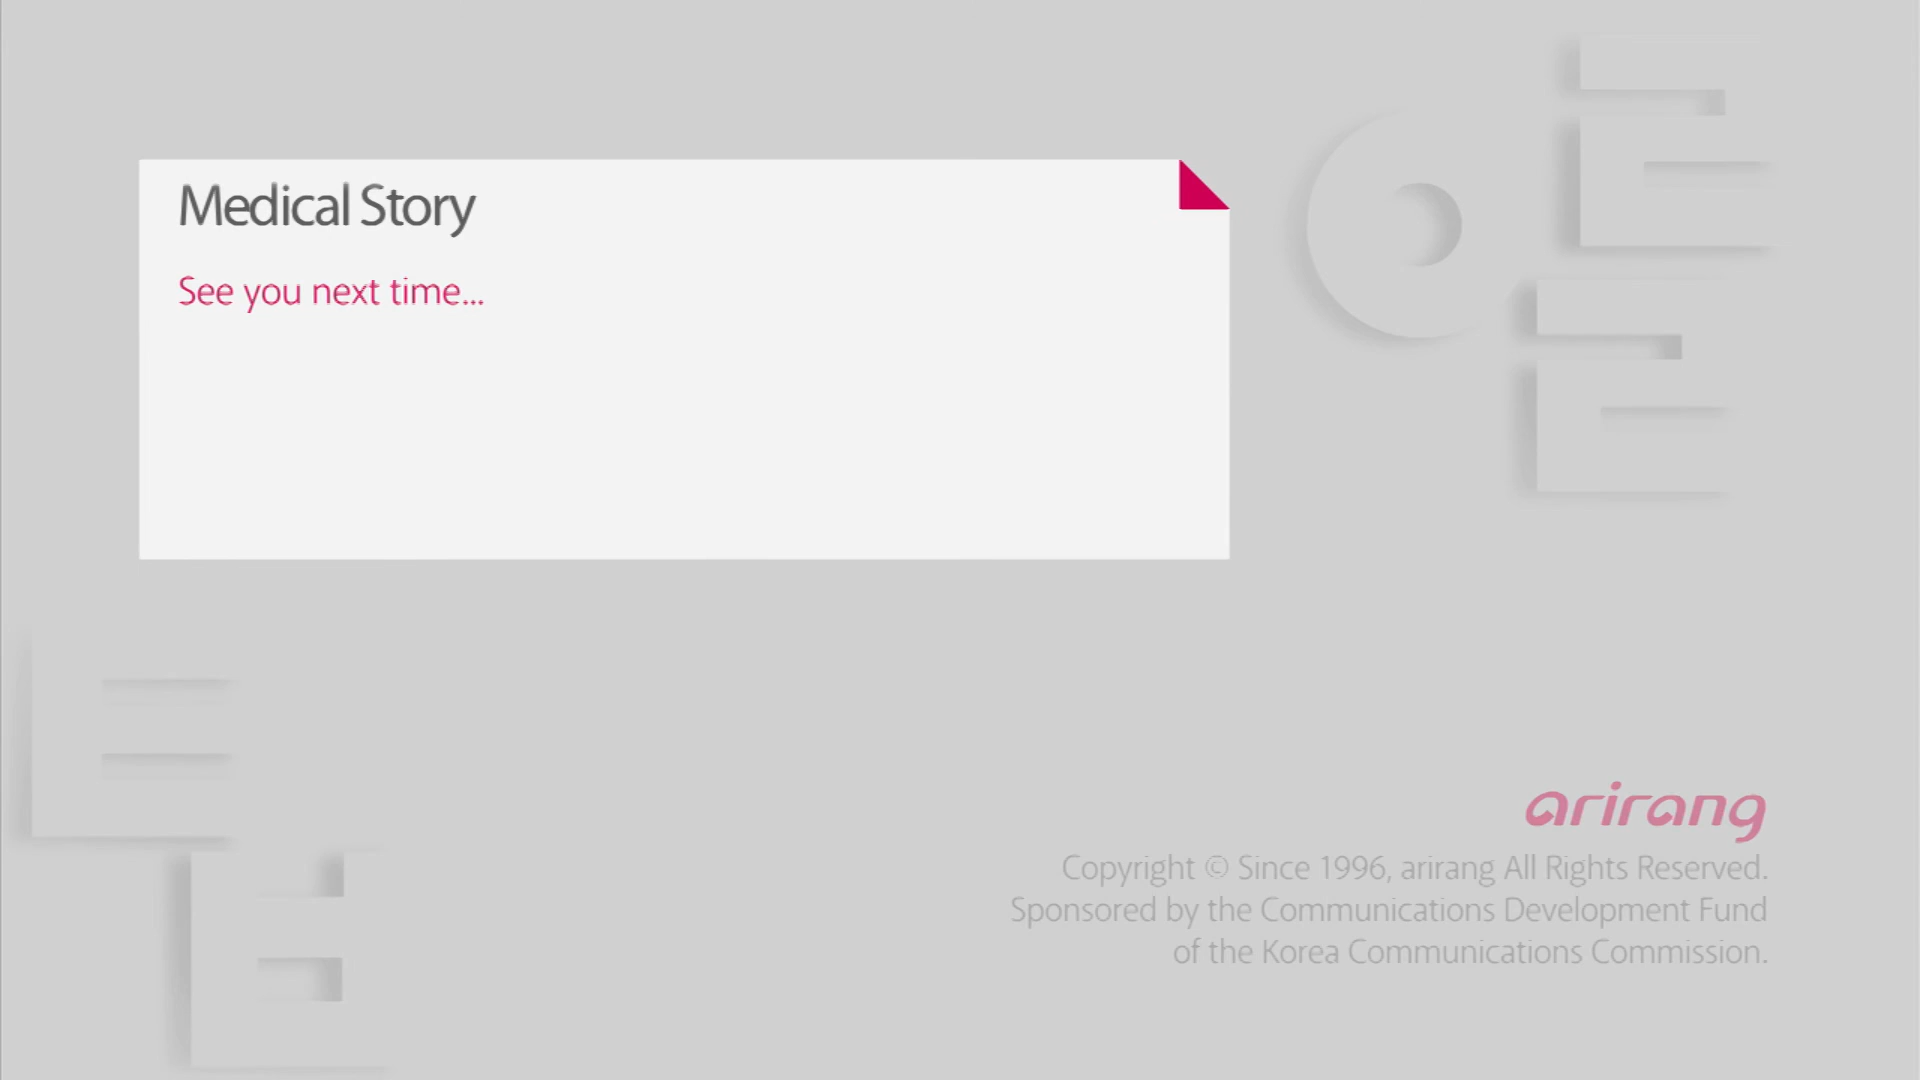 Medical Story
See you next time...
arirang
Copyright © Since 1996, arirang All Rights Reserved.
Sponsored by the Communications Development Fund
of the Korea Communications Commission.